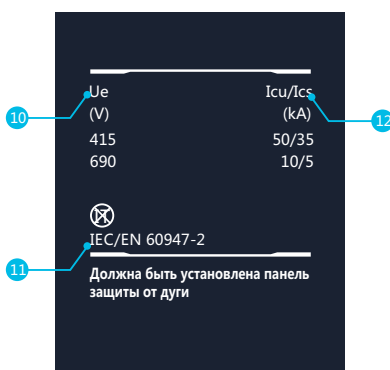 Ue Icu/Ics
10 (V) (kA) 12
415 50/35
690 10/5
IT
IEC/EN 60947-2
11 Должна быть установлена панель
защиты от дуги